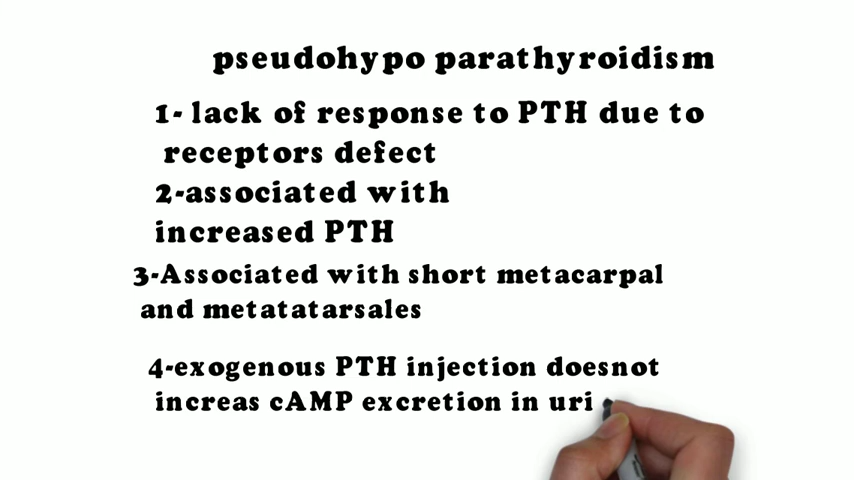 pseudohypo parathyroidism
1- lack of response to PTH due to
receptors defect
2-associated with
increased PTH
3-Associated with short metacarpal
and metatatarsales
4-exogenous PTH injection doesnot
increas cAMP excretion in uri